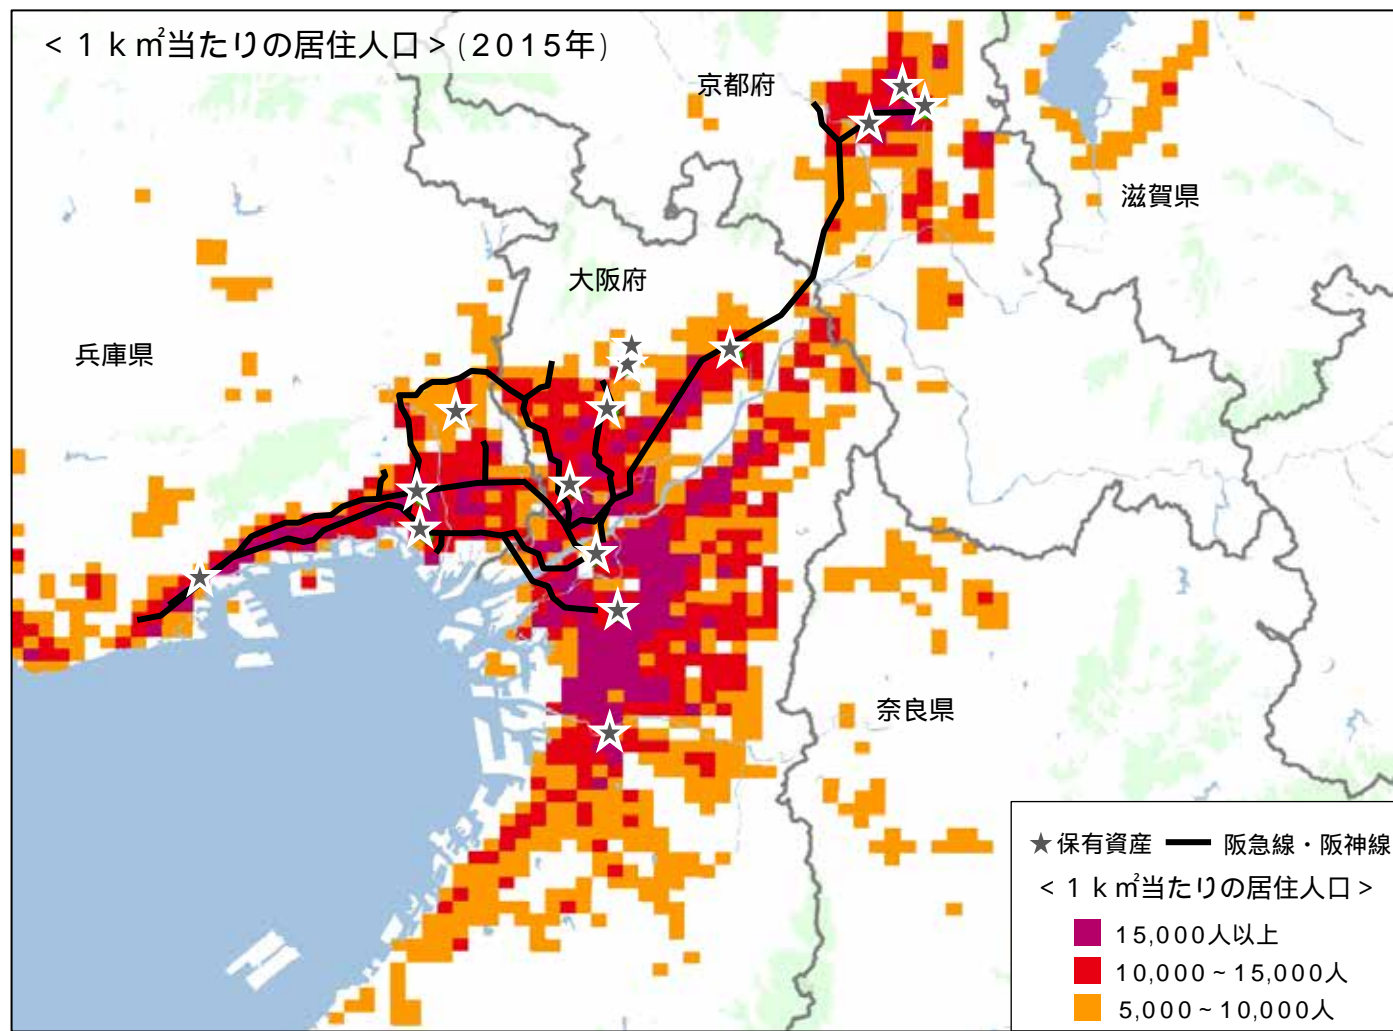 ＜１ｋ㎡当たりの居住人口＞(2015年)
京都府
滋賀県
大阪府
兵庫県
奈良県
★保有資産 ━ 阪急線・阪神線
＜１ｋ㎡当たりの居住人口＞
15,000人以上
10,000～15,000人
5,000～10,000人